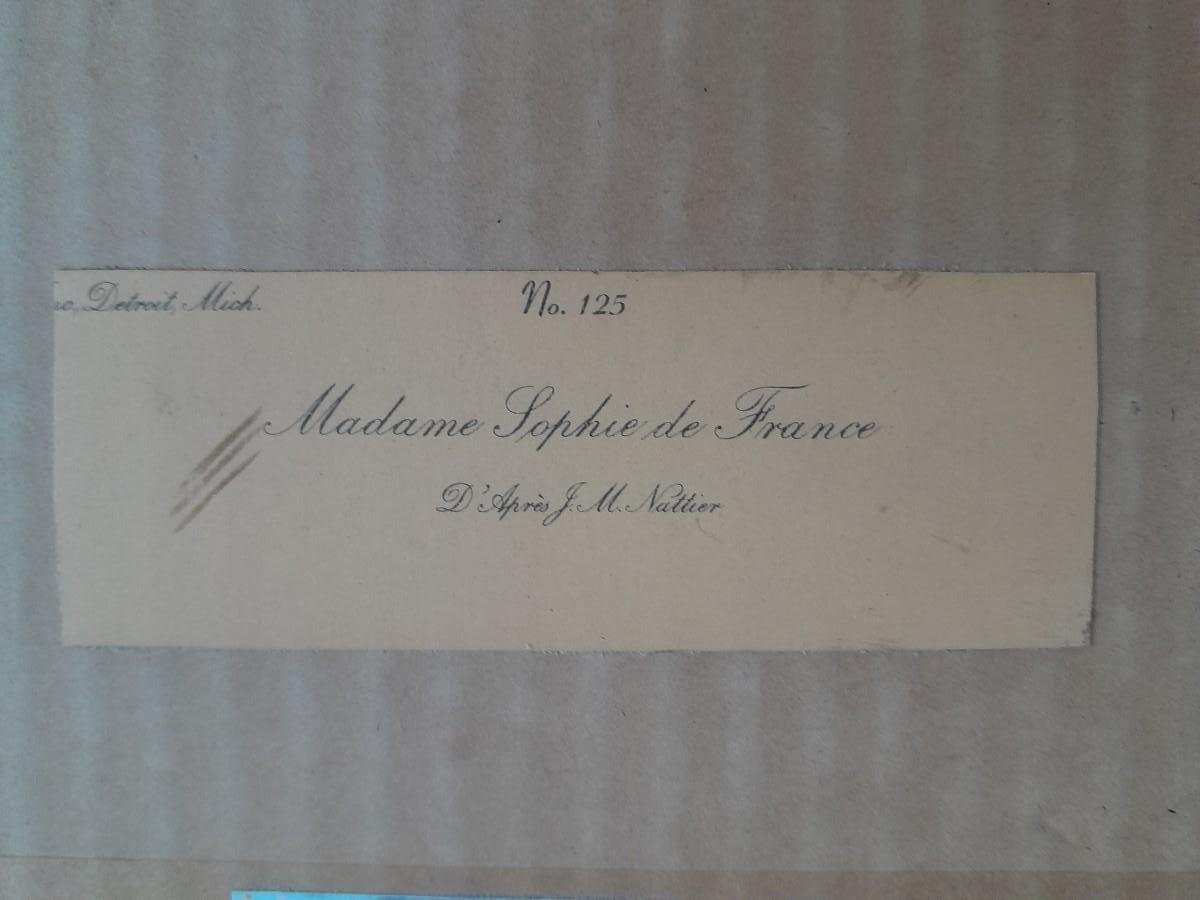 Detroit, Mich.
No. 125
Madame Sophie de France
D'Après J. M. Nattier